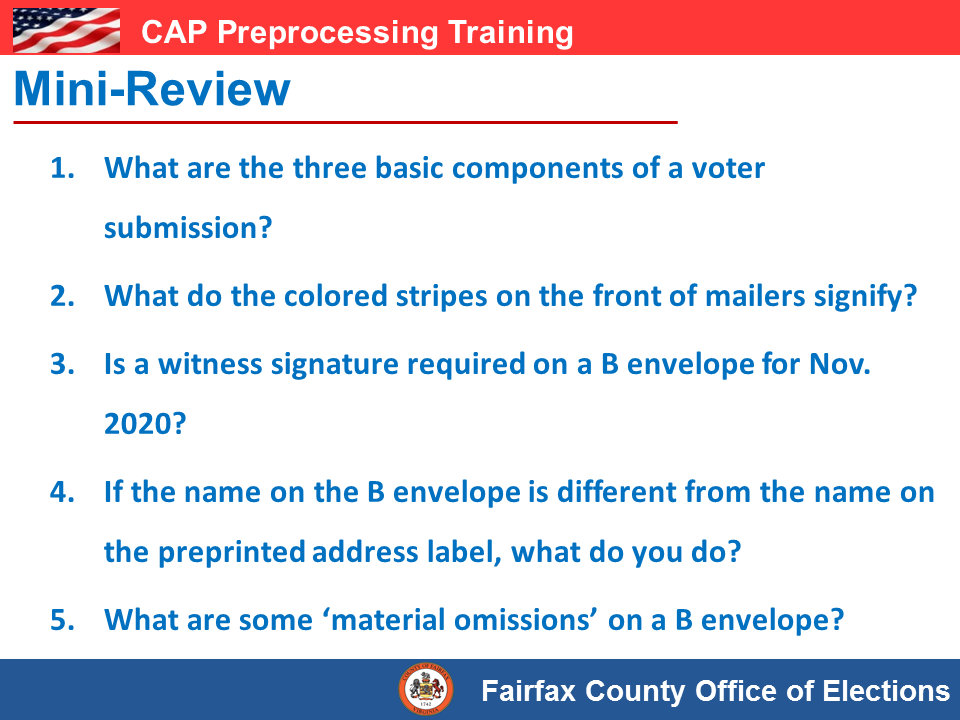 CAP Preprocessing Training
Mini-Review
1. What are the three basic components of a voter
submission?
2. What do the colored stripes on the front of mailers signify?
3. Is a witness signature required on a B envelope for Nov.
2020?
4. If the name on the B envelope is different from the name on
the preprinted address label, what do you do?
5. What are some ‘material omissions’ on a B envelope?
Fairfax County Office of Elections